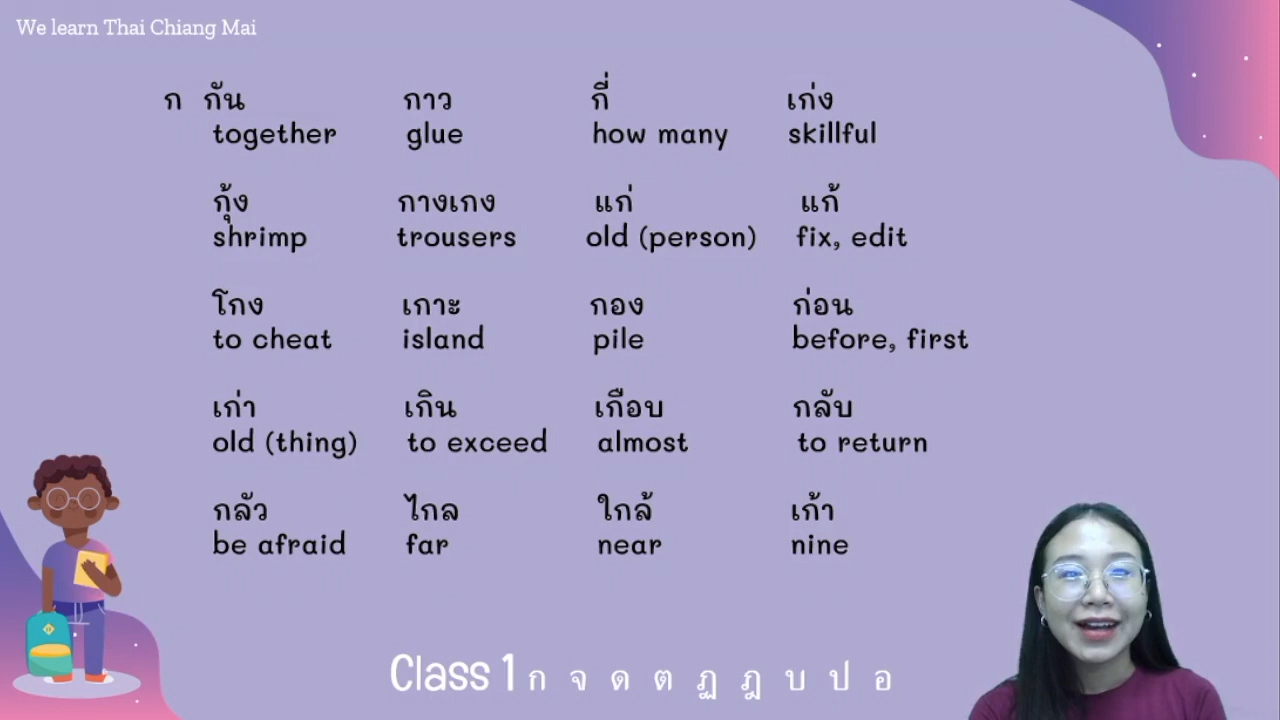 We learn Thai Chiang Mai
ก กัน กาว กี่ เก่ง
together glue how many skillful
กุ้ง กางเกง แก่ แก้
shrimp trousers old (person) fix, edit
โกง เกาะ กอง ก่อน
to cheat island pile before, first
เก่า เกิน เกือบ กลับ
old (thing) to exceed almost to return
กลัว ไกล ใกล้ เก้า
be afraid far near nine
Class 1 ก จ ด ต ฏ ฎ บ ป อ